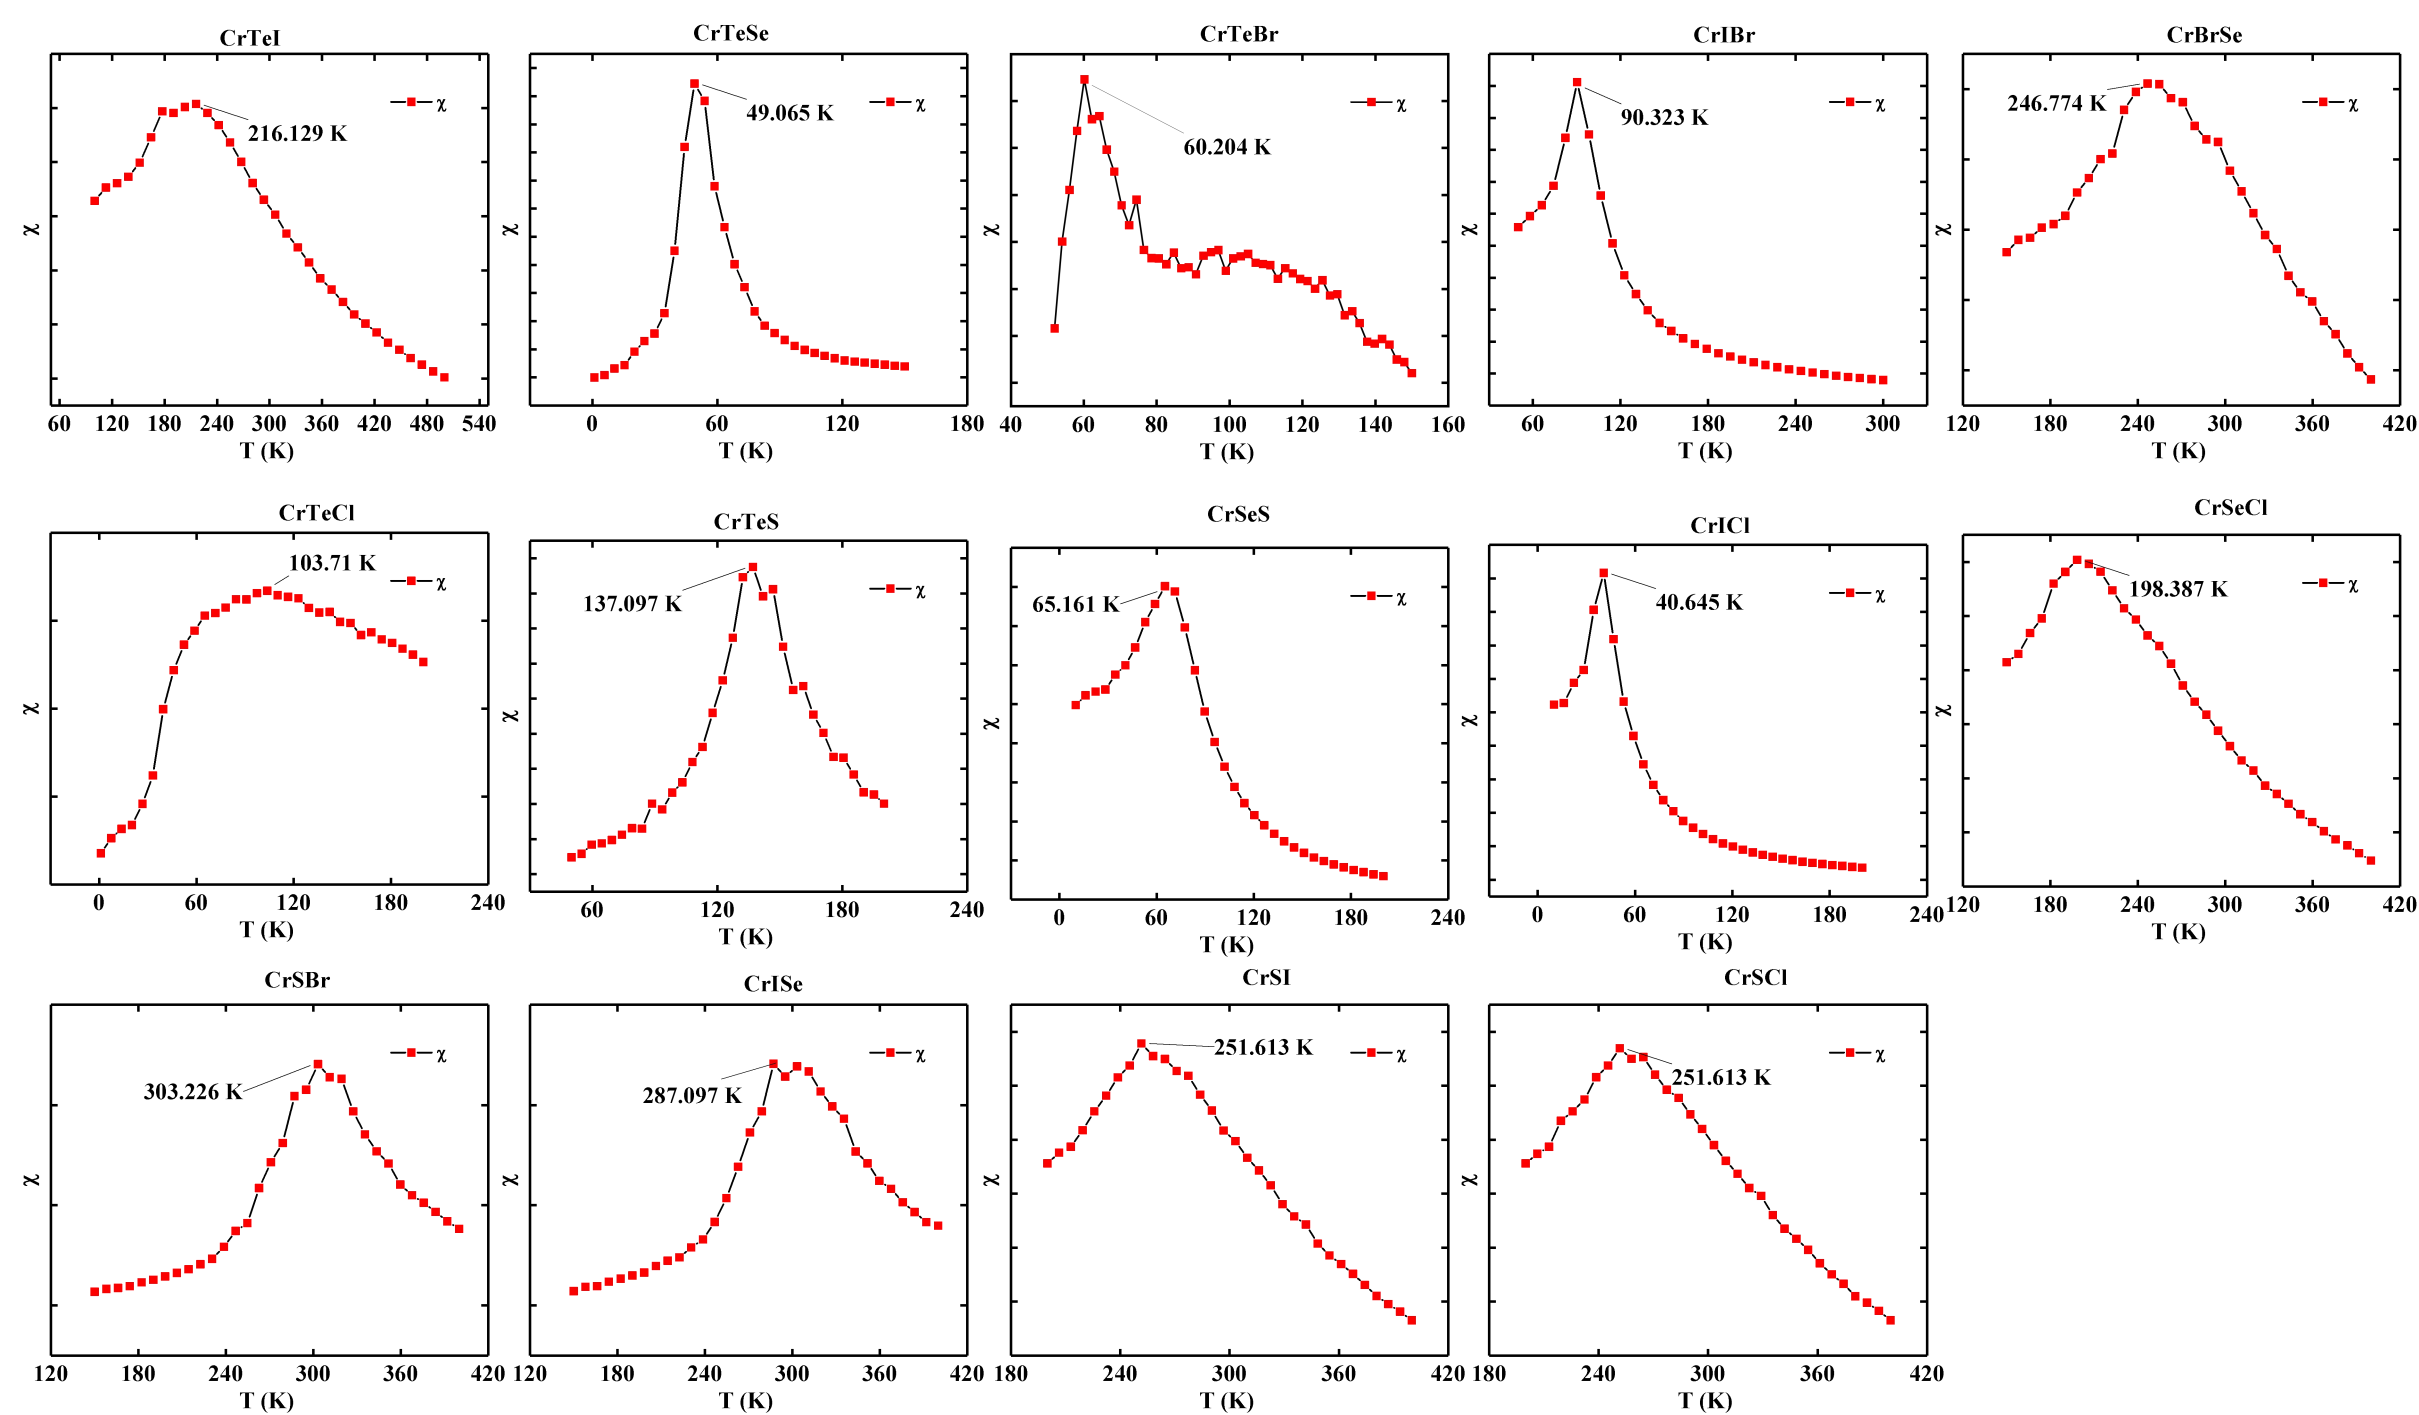 CrTeI
χ
216.129 K
χ
60 120 180 240 300 360 420 480 540
T (K)
CrTeSe
χ
49.065 K
χ
0 60 120 180
T (K)
CrTeBr
χ
60.204 K
χ
40 60 80 100 120 140 160
T (K)
CrIBr
χ
90.323 K
χ
60 120 180 240 300
T (K)
CrBrSe
246.774 K
χ
χ
120 180 240 300 360 420
T (K)
CrTeCl
103.71 K
χ
χ
0 60 120 180 240
T (K)
CrTeS
137.097 K
χ
χ
60 120 180 240
T (K)
CrSeS
65.161 K
χ
χ
0 60 120 180 240
T (K)
CrICl
40.645 K
χ
χ
0 60 120 180 240
T (K)
CrSeCl
198.387 K
χ
χ
120 180 240 300 360 420
T (K)
CrSBr
303.226 K
χ
χ
120 180 240 300 360 420
T (K)
CrISe
287.097 K
χ
χ
120 180 240 300 360 420
T (K)
CrSI
251.613 K
χ
χ
180 240 300 360 420
T (K)
CrSCl
251.613 K
χ
χ
180 240 300 360 420
T (K)